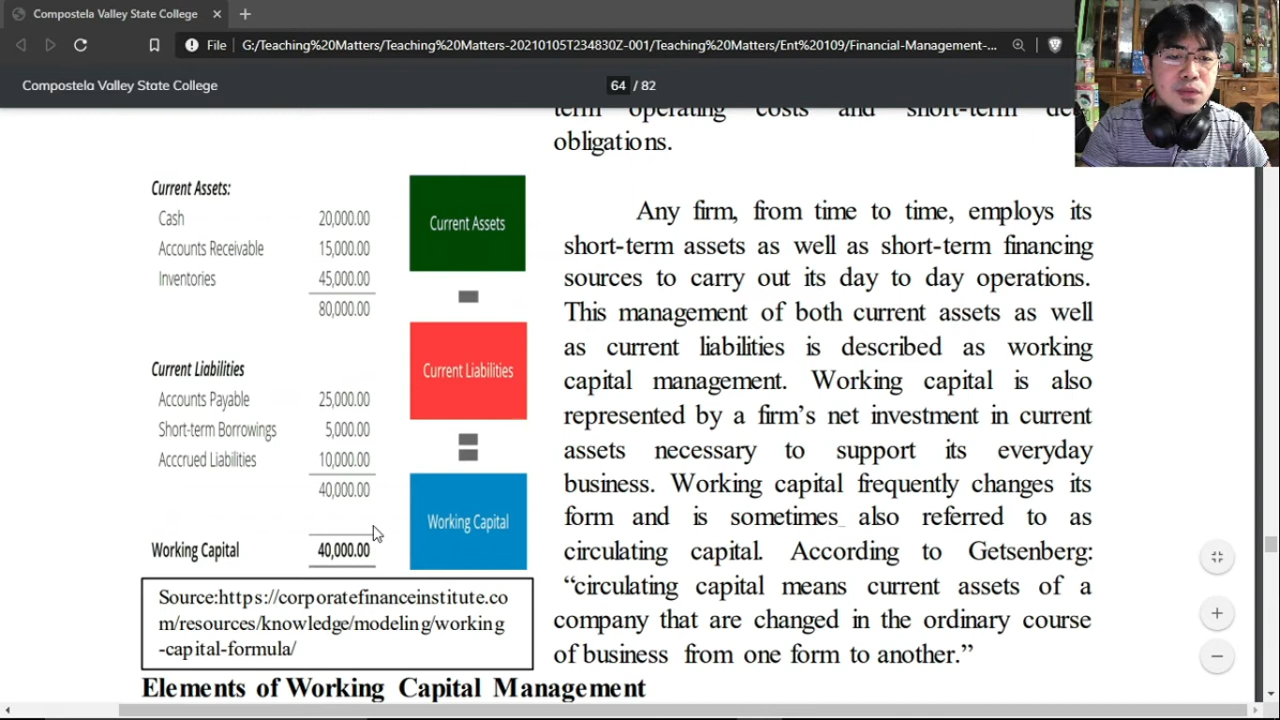 Compostela Valley State College
File G:/Teaching%20Matters/Teaching%20Matters-20210105T234830Z-001/Teaching%20Matters/Ent%20109/Financial-Management-...
Compostela Valley State College
64 / 82
term operating costs and short-term
obligations.
Current Assets:
Cash 20,000.00
Accounts Receivable 15,000.00
Inventories 45,000.00
80,000.00
Current Liabilities
Accounts Payable 25,000.00
Short-term Borrowings 5,000.00
Acccrued Liabilities 10,000.00
40,000.00
Working Capital 40,000.00
Current Assets
Current Liabilities
Working Capital
Source:https://corporatefinanceinstitute.co
m/resources/knowledge/modeling/working
-capital-formula/
Any firm, from time to time, employs its
short-term assets as well as short-term financing
sources to carry out its day to day operations.
This management of both current assets as well
as current liabilities is described as working
capital management. Working capital is also
represented by a firm’s net investment in current
assets necessary to support its everyday
business. Working capital frequently changes its
form and is sometimes also referred to as
circulating capital. According to Getsenberg:
“circulating capital means current assets of a
company that are changed in the ordinary course
of business from one form to another.”
Elements of Working Capital Management